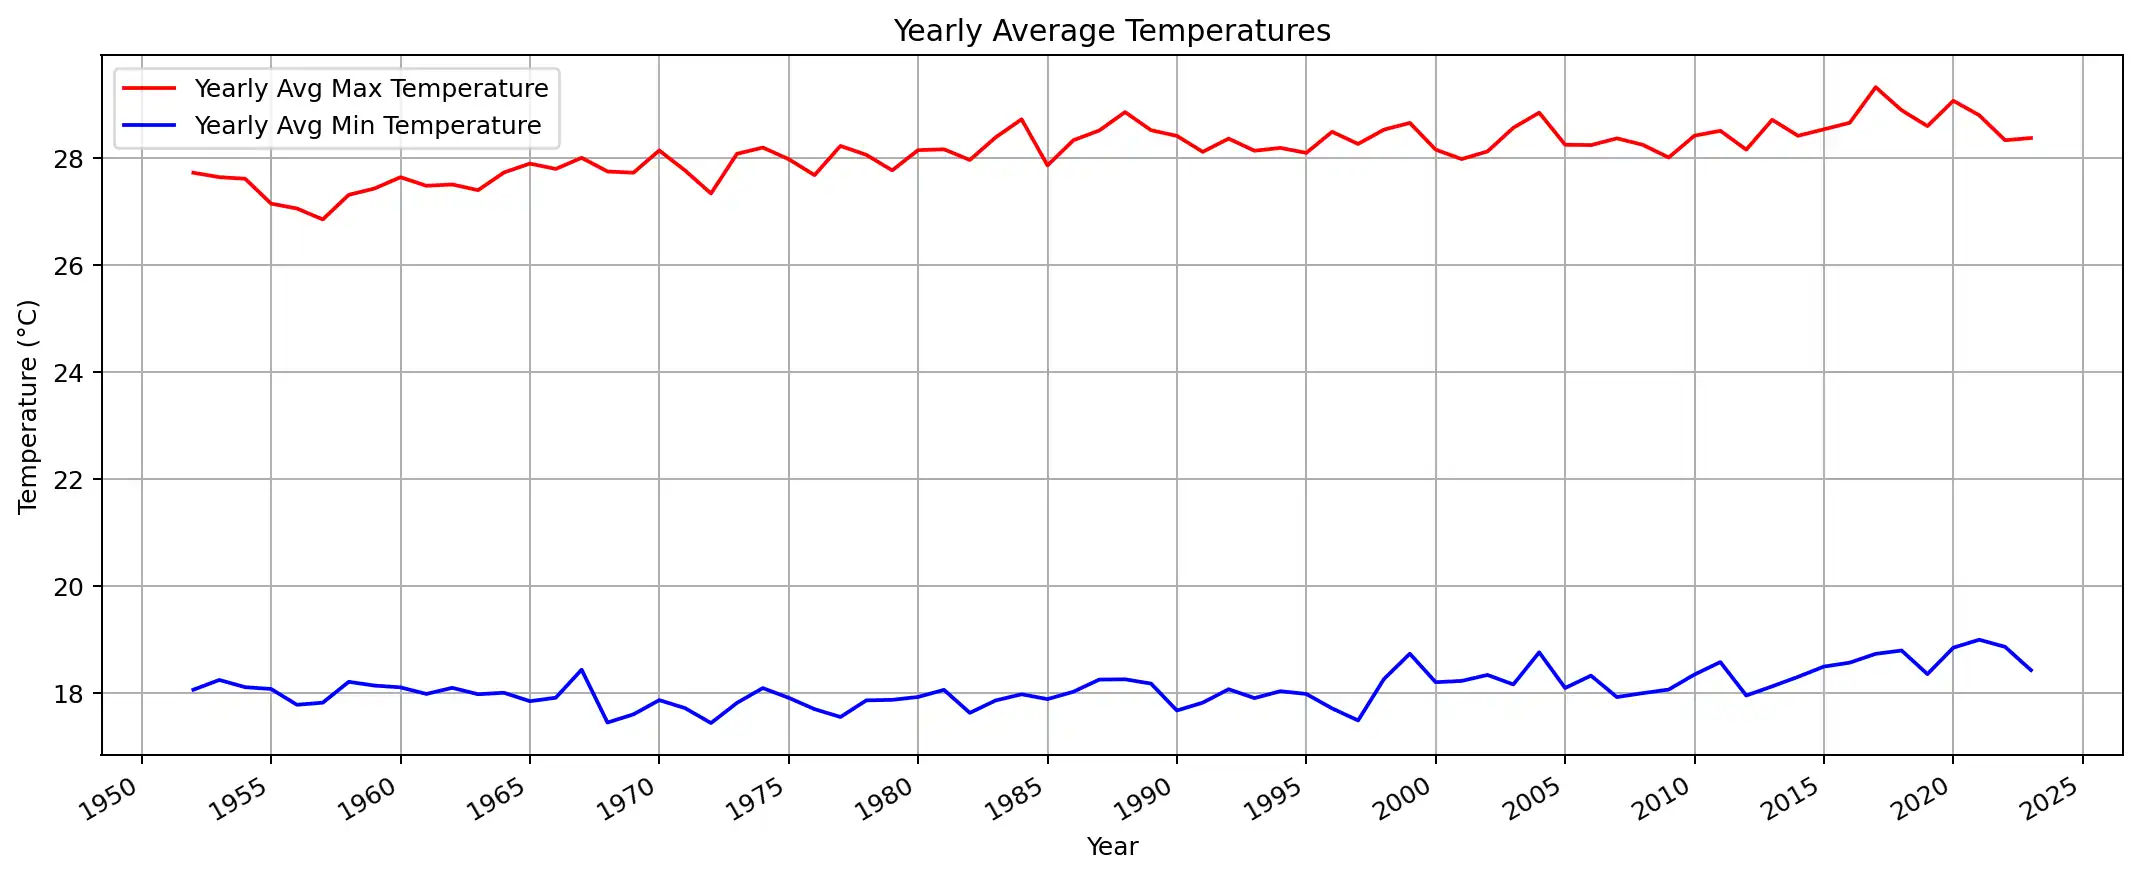 Yearly Average Temperatures
Yearly Avg Max Temperature
Yearly Avg Min Temperature
Temperature (°C)
28
26
24
22
20
18
1950 1955 1960 1965 1970 1975 1980 1985 1990 1995 2000 2005 2010 2015 2020 2025
Year